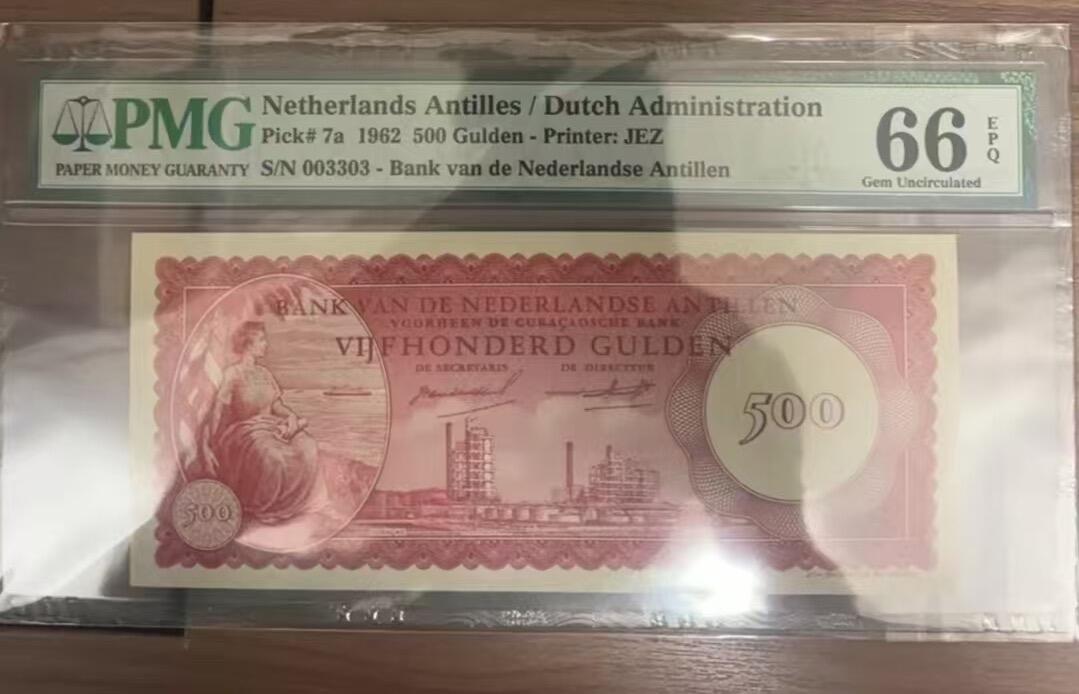 PMG
PAPER MONEY GUARANTY
Netherlands Antilles / Dutch Administration
Pick# 7a 1962 500 Gulden - Printer: JEZ
S/N 003303 - Bank van de Nederlandse Antillen
66
EPQ
Gem Uncirculated
BANK VAN DE NEDERLANDSE ANTILLEN
VOORHEEN DE CURAÇAOSCHE BANK
VIJFHONDERD GULDEN
DE SECRETARIS DE DIRECTEUR
500
500